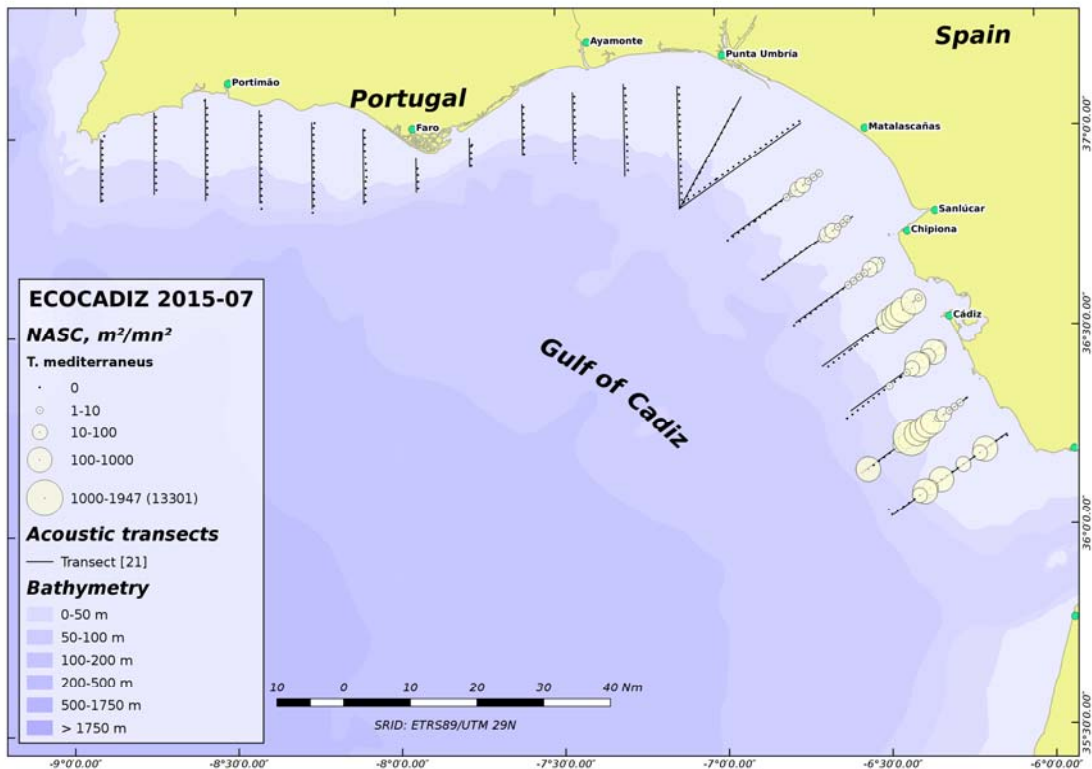 Spain
Ayamonte
Punta Umbría
Portimão
Portugal
Faro
Matalascañas
Sanlúcar
Chipiona
Cádiz
Gulf of Cadiz
37°0'0.00"
36°30'0.00"
36°0'0.00"
35°30'0.00"
ECOCADIZ 2015-07
NASC, m²/mn²
T. mediterraneus
0
1-10
10-100
100-1000
1000-1947 (13301)
Acoustic transects
Transect [21]
Bathymetry
0-50 m
50-100 m
100-200 m
200-500 m
500-1750 m
> 1750 m
10 0 10 20 30 40 Nm
SRID: ETRS89/UTM 29N
-9°0'0.00" -8°30'0.00" -8°0'0.00" -7°30'0.00" -7°0'0.00" -6°30'0.00" -6°0'0.00"